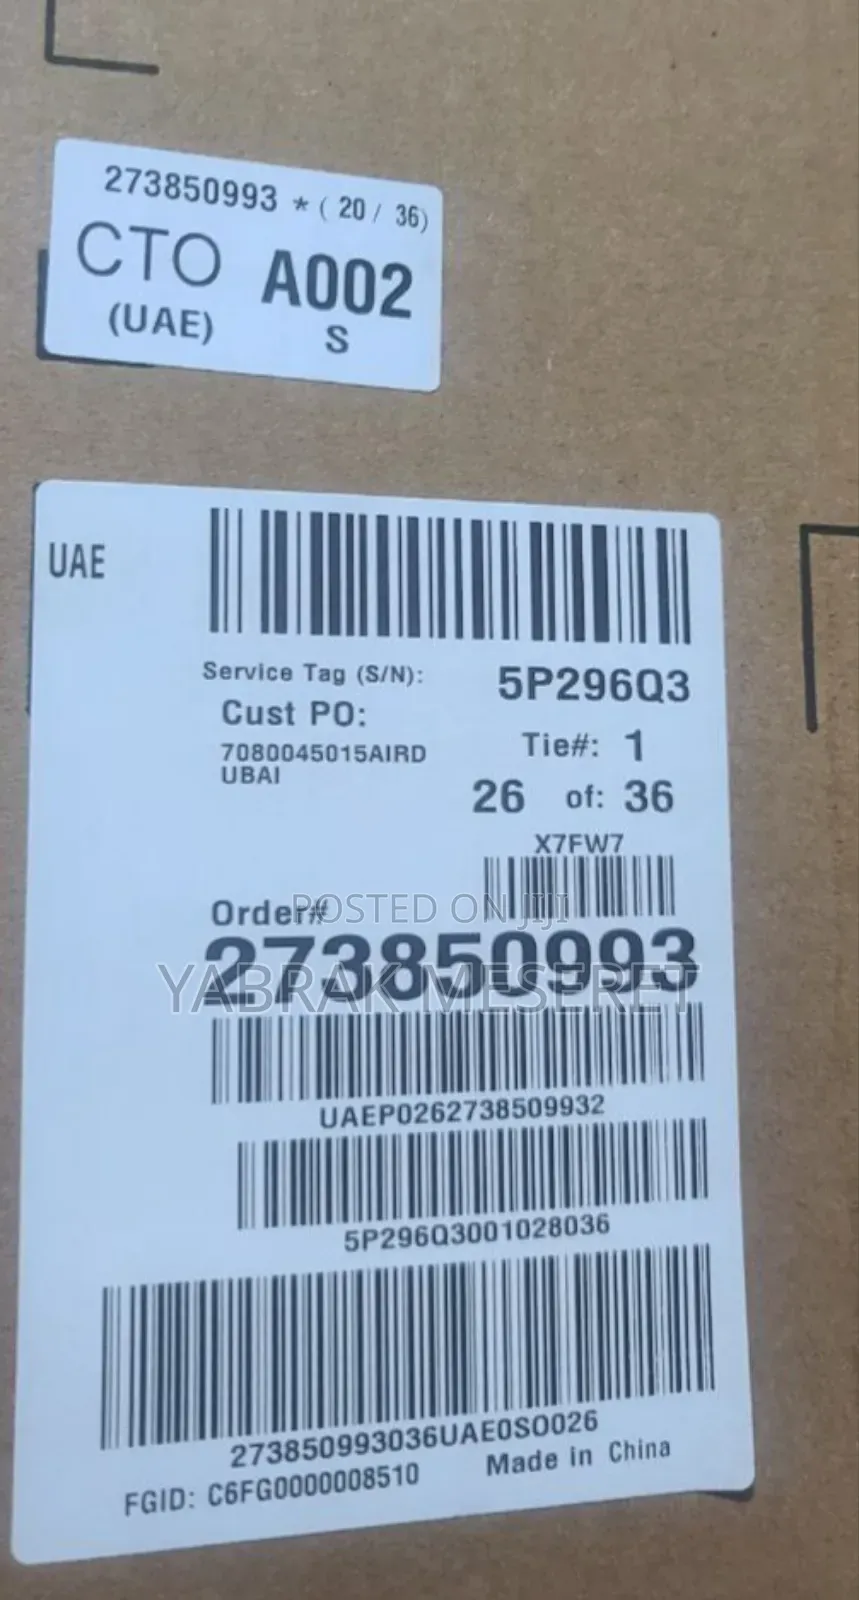 273850993 * ( 20 / 36)
CTO A002
(UAE) S
UAE
Service Tag (S/N): 5P296Q3
Cust PO:
7080045015AIRD
UBAI
Tie#: 1
26 of: 36
X7FW7
Order#
POSTED ON JIJI
273850993
YABRAK MESERET
UAEP0262738509932
5P296Q3001028036
273850993036UAE0SO026
FGID: C6FG0000008510 Made in China